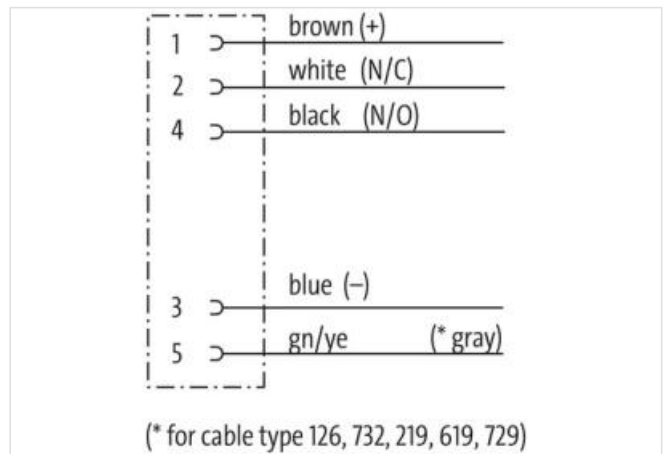 1 brown (+)
2 white (N/C)
4 black (N/O)
3 blue (–)
5 gn/ye (* gray)
(* for cable type 126, 732, 219, 619, 729)